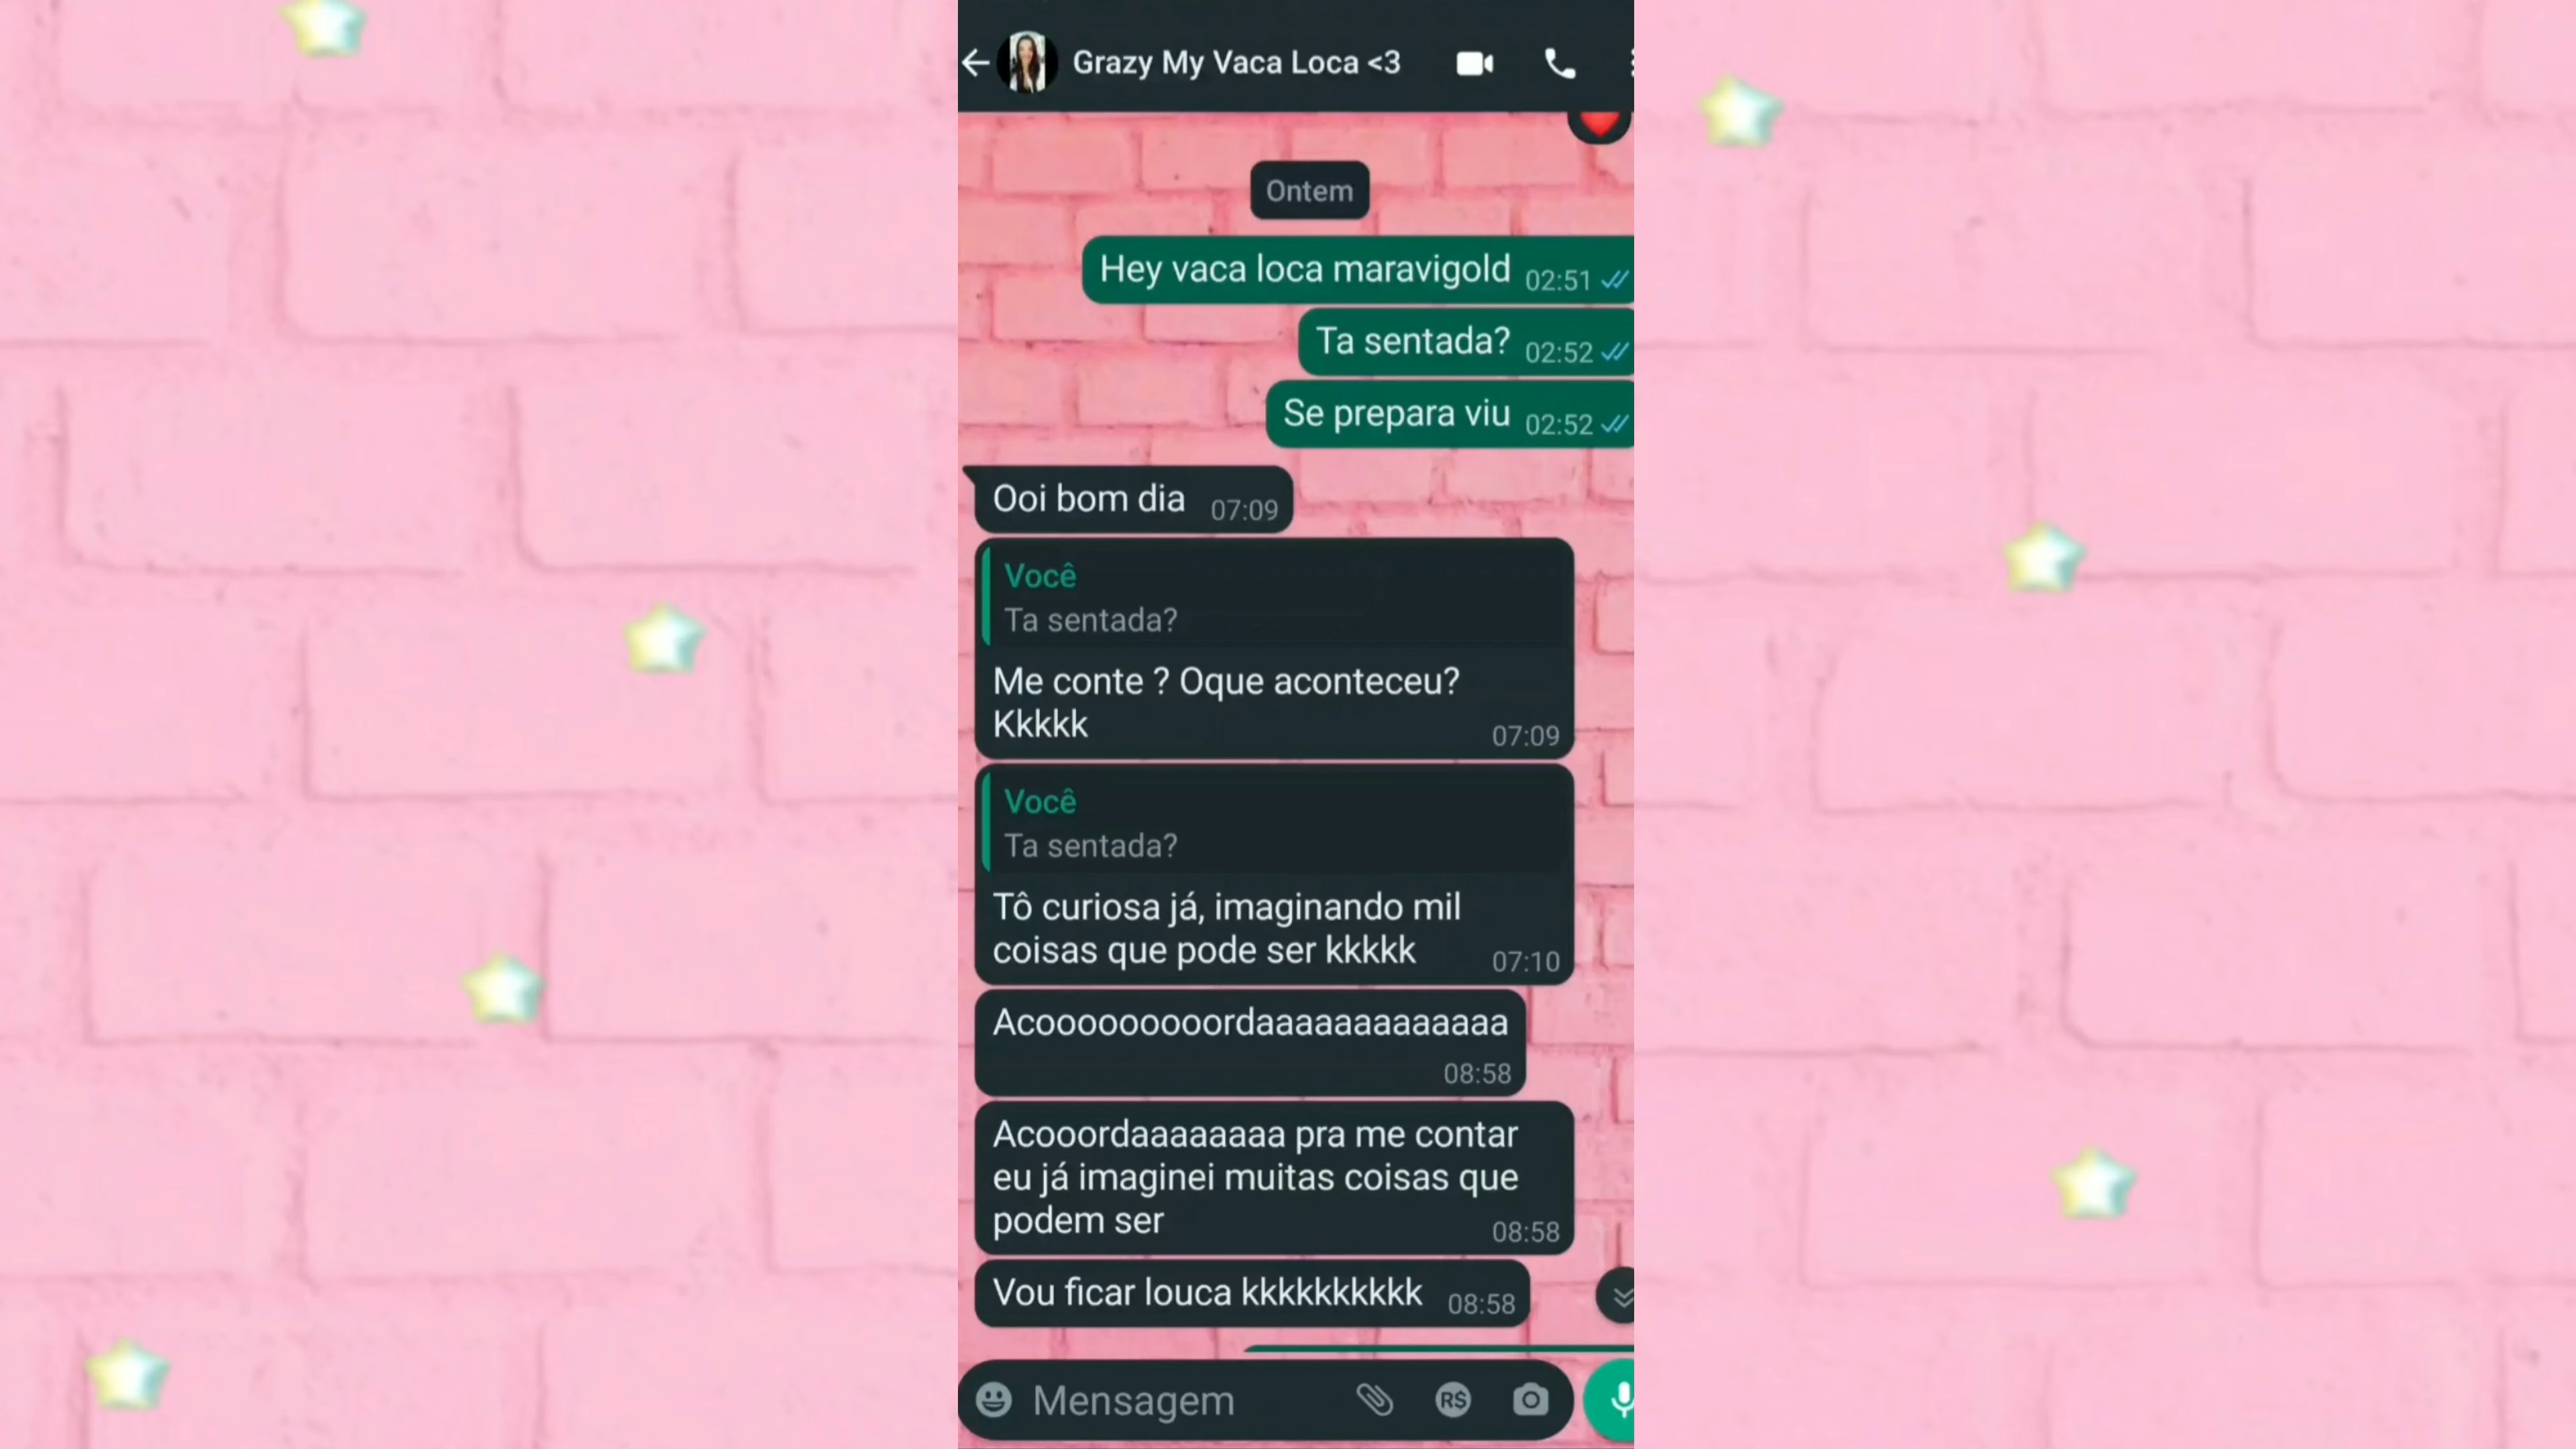 Grazy My Vaca Loca <3
Ontem
Hey vaca loca maravigold 02:51
Ta sentada? 02:52
Se prepara viu 02:52
Ooi bom dia 07:09
Você
Ta sentada?
Me conte ? Oque aconteceu?
Kkkkk 07:09
Você
Ta sentada?
Tô curiosa já, imaginando mil
coisas que pode ser kkkkk 07:10
Acoooooooooordaaaaaaaaaaaaa
08:58
Acooordaaaaaaaa pra me contar
eu já imaginei muitas coisas que
podem ser 08:58
Vou ficar louca kkkkkkkkkk 08:58
Mensagem R$